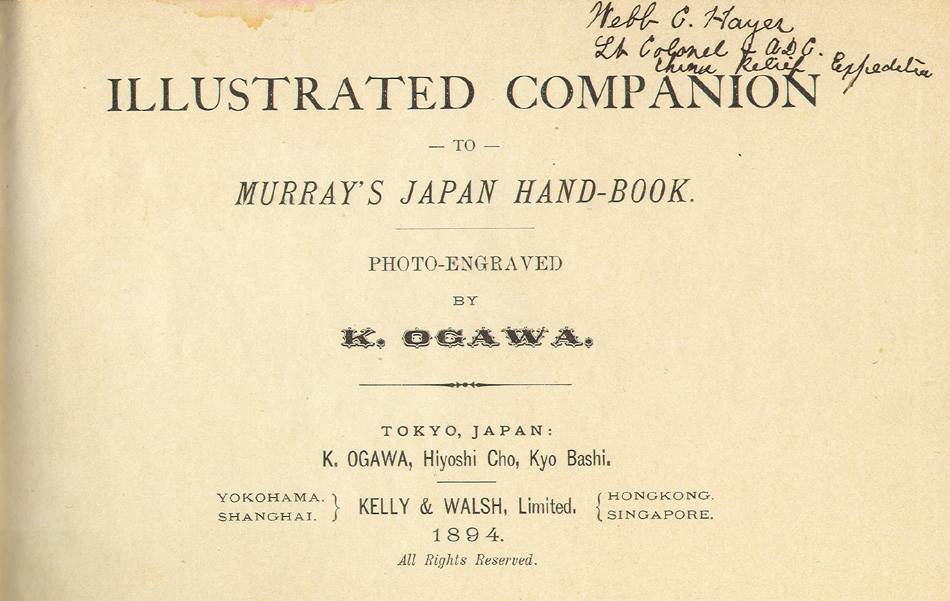 Webb C. Hayes
Lt Colonel & A.D.C.
China Relief Expedition
ILLUSTRATED COMPANION
— TO —
MURRAY'S JAPAN HAND-BOOK.
PHOTO-ENGRAVED
BY
K. OGAWA.
TOKYO, JAPAN:
K. OGAWA, Hiyoshi Cho, Kyo Bashi.
YOKOHAMA. } KELLY & WALSH, Limited. { HONGKONG.
SHANGHAI. SINGAPORE.
1894.
All Rights Reserved.